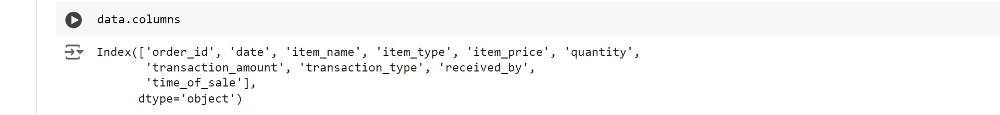 data.columns
Index(['order_id', 'date', 'item_name', 'item_type', 'item_price', 'quantity',
'transaction_amount', 'transaction_type', 'received_by',
'time_of_sale'],
dtype='object')